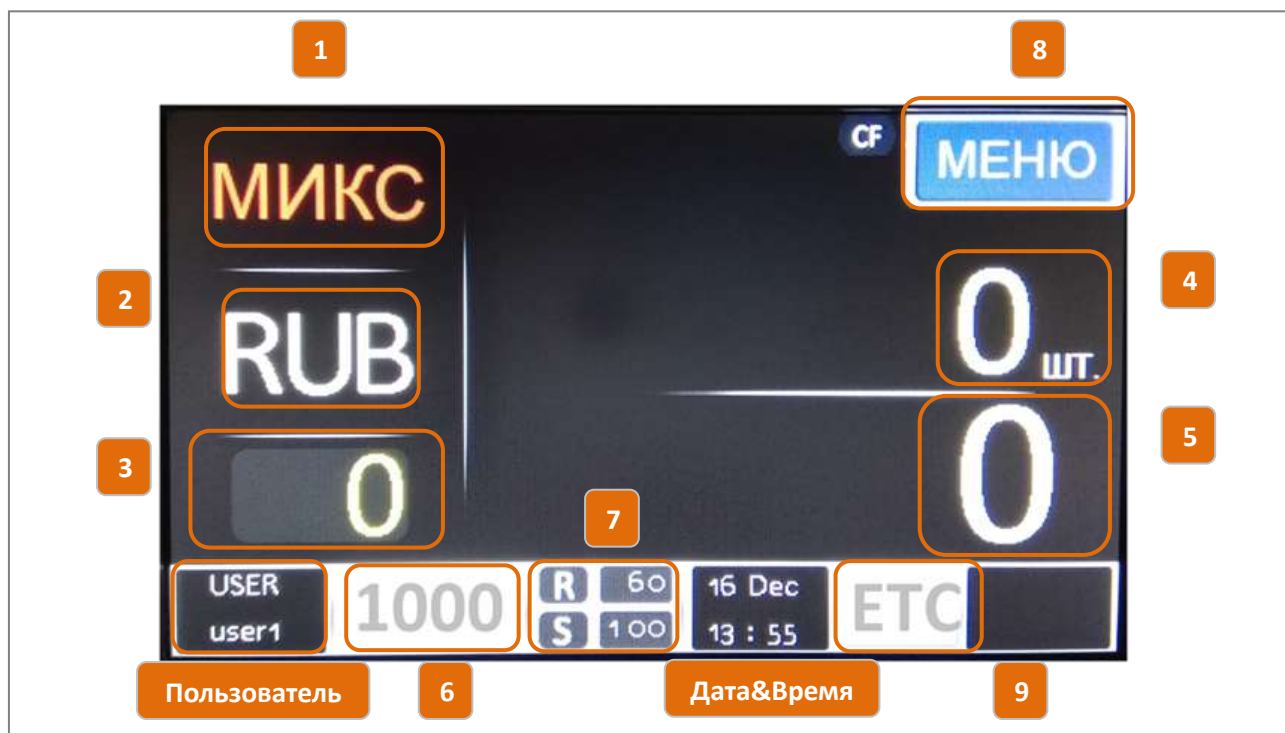 1
8
CF
МЕНЮ
МИКС
2
RUB
0 шт.
4
3
0
0
5
7
USER
user1
1000
R 60
S 100
16 Dec
13 : 55
ETC
Пользователь
6
Дата&Время
9